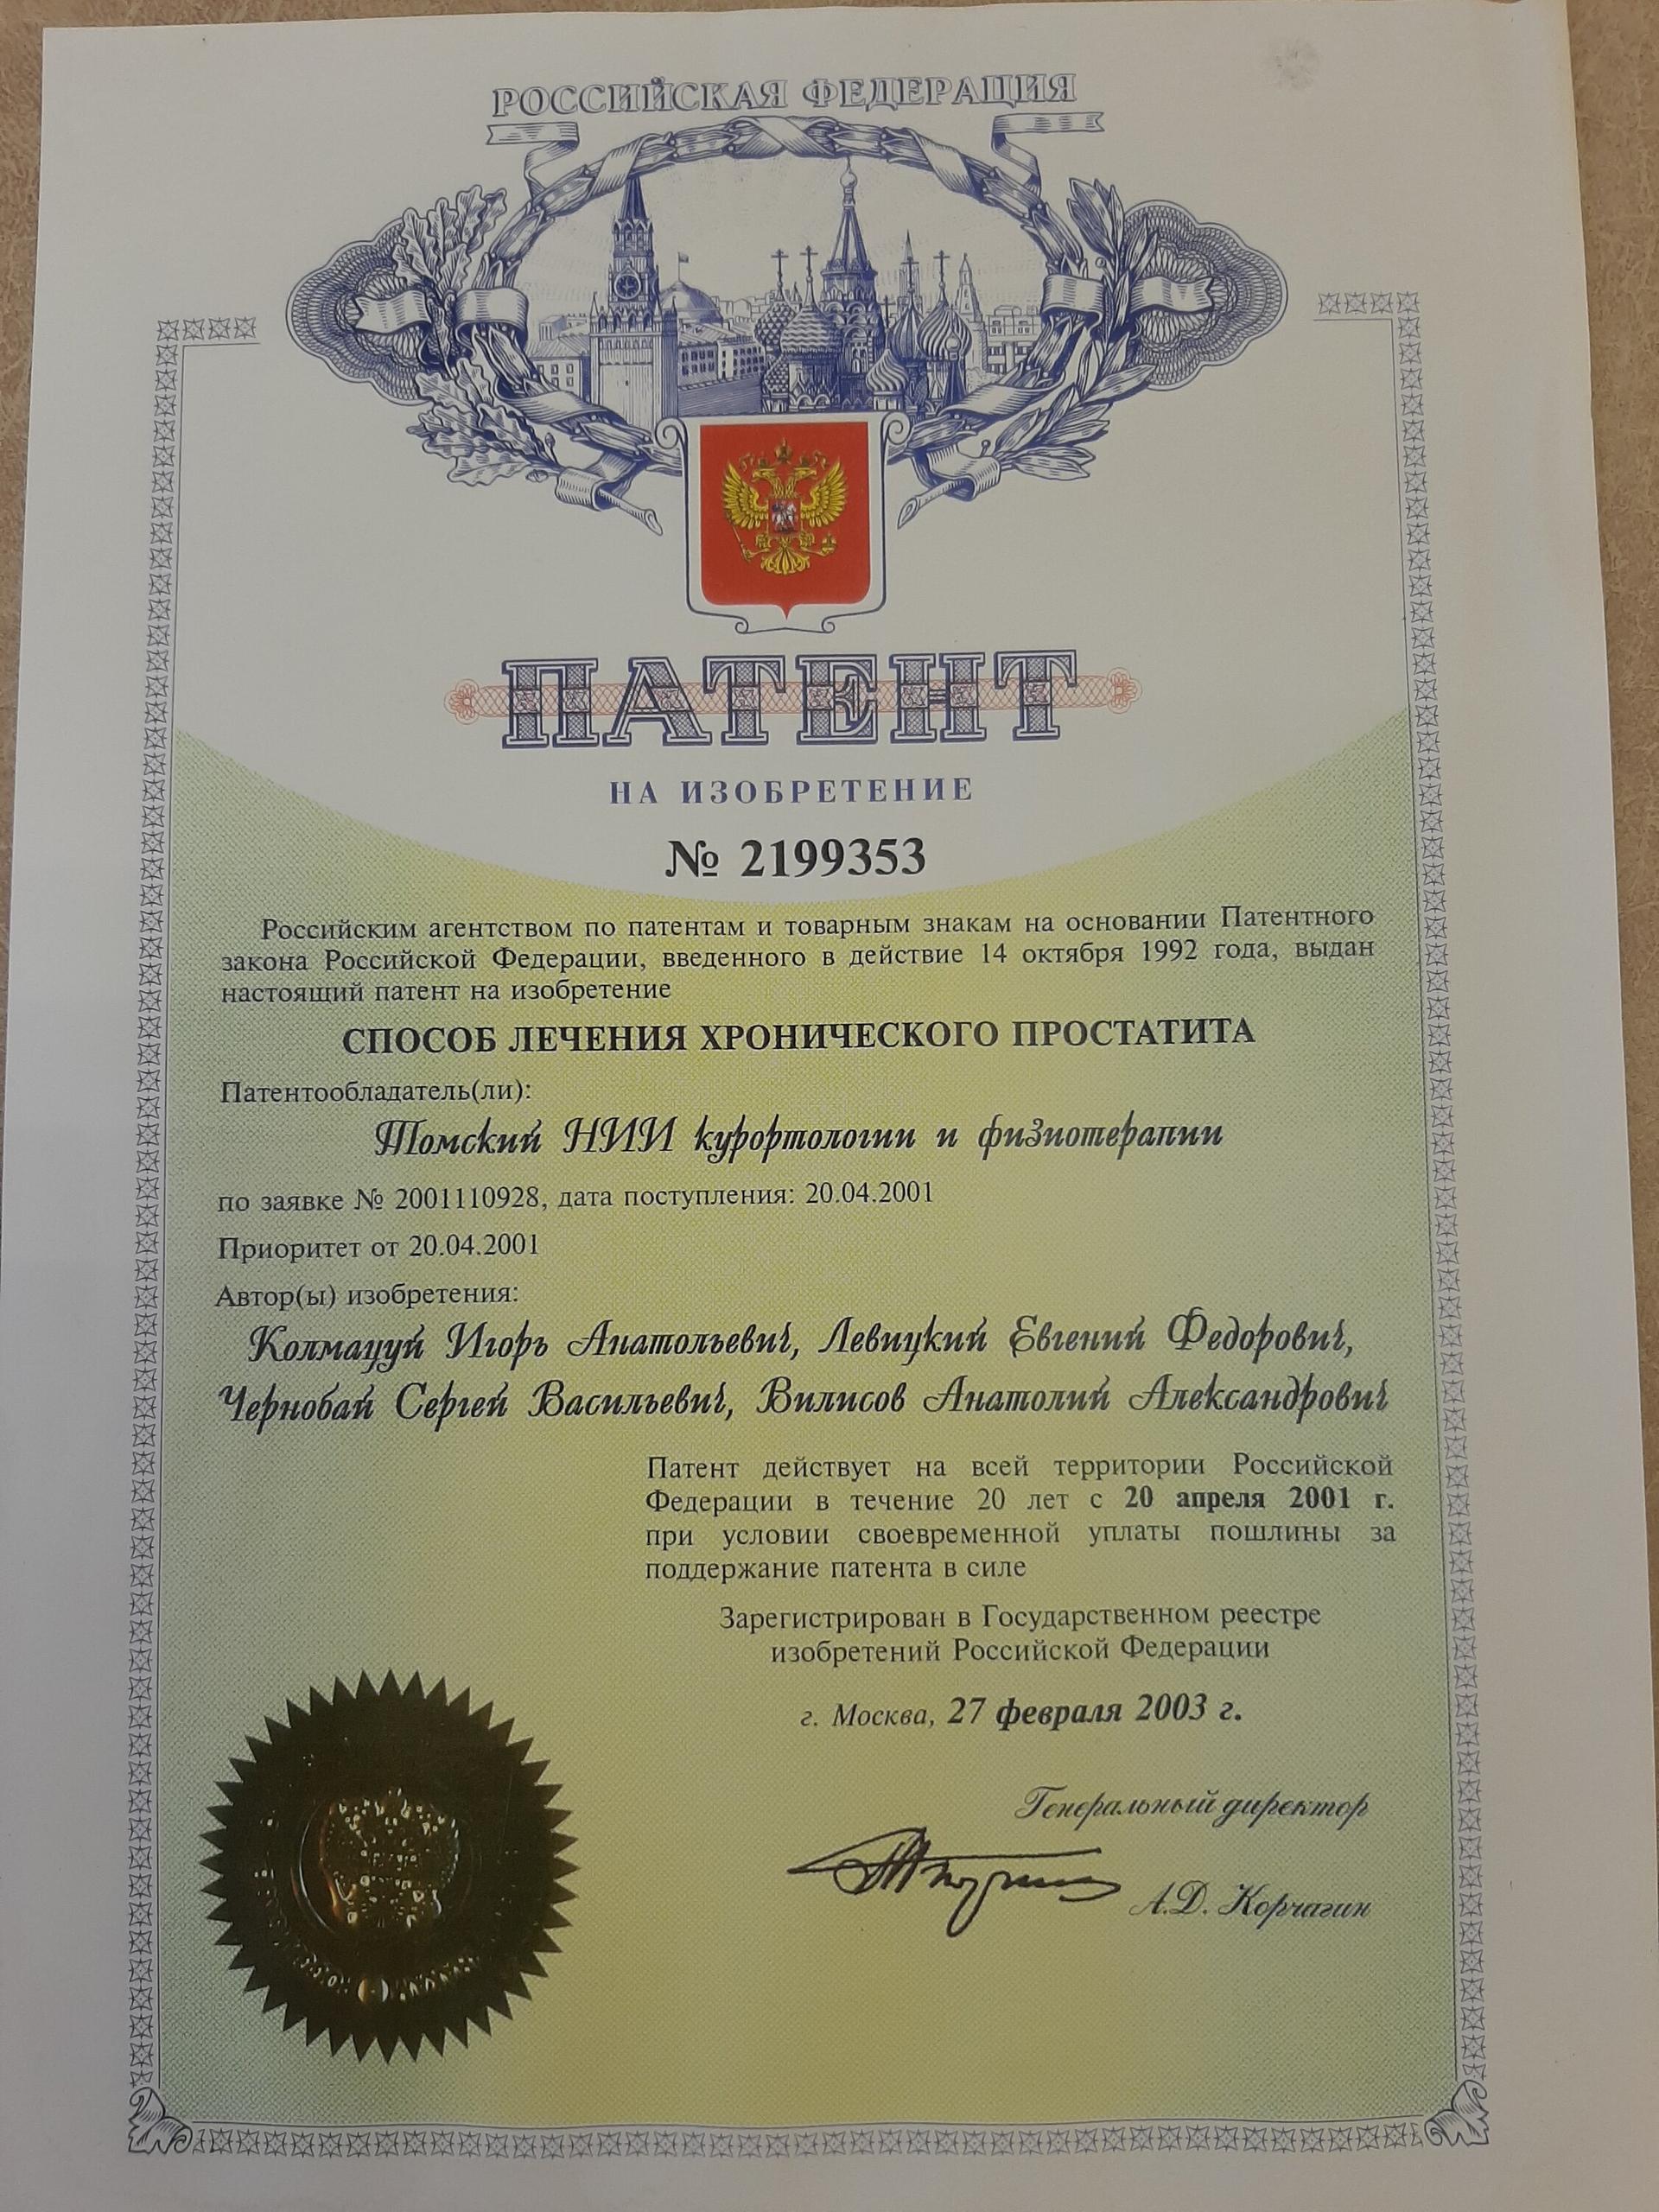 РОССИЙСКАЯ ФЕДЕРАЦИЯ
ПАТЕНТ
НА ИЗОБРЕТЕНИЕ
№ 2199353
Российским агентством по патентам и товарным знакам на основании Патентного
закона Российской Федерации, введенного в действие 14 октября 1992 года, выдан
настоящий патент на изобретение
СПОСОБ ЛЕЧЕНИЯ ХРОНИЧЕСКОГО ПРОСТАТИТА
Патентообладатель(ли):
Томский НИИ курортологии и физиотерапии
по заявке № 2001110928, дата поступления: 20.04.2001
Приоритет от 20.04.2001
Автор(ы) изобретения:
Колмацуй Игорь Анатольевич, Левицкий Евгений Федорович,
Чернобай Сергей Васильевич, Вилисов Анатолий Александрович
Патент действует на всей территории Российской
Федерации в течение 20 лет с 20 апреля 2001 г.
при условии своевременной уплаты пошлины за
поддержание патента в силе
Зарегистрирован в Государственном реестре
изобретений Российской Федерации
г. Москва, 27 февраля 2003 г.
Генеральный директор
А.Д. Корчагин